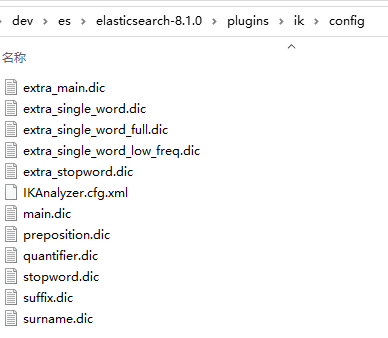 dev > es > elasticsearch-8.1.0 > plugins > ik > config
名称
extra_main.dic
extra_single_word.dic
extra_single_word_full.dic
extra_single_word_low_freq.dic
extra_stopword.dic
IKAnalyzer.cfg.xml
main.dic
preposition.dic
quantifier.dic
stopword.dic
suffix.dic
surname.dic